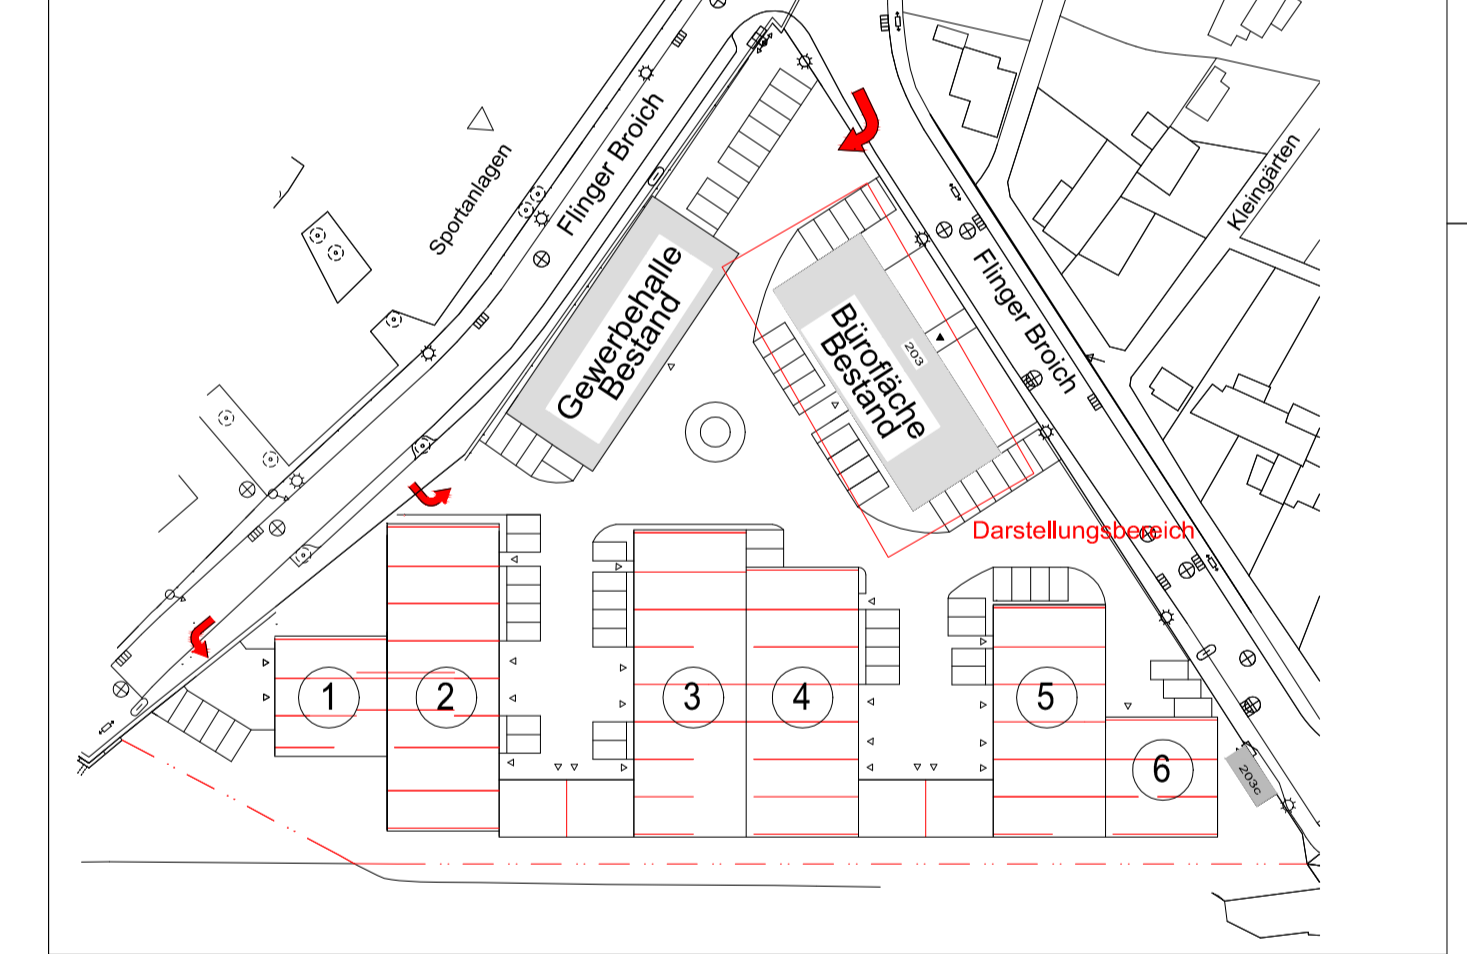 Flinger Broich
Sportanlagen
Kleingärten
Gewerbehalle
Bestand
Bürofläche
Bestand
203
Flinger Broich
Darstellungsbereich
1
2
3
4
5
6
203c